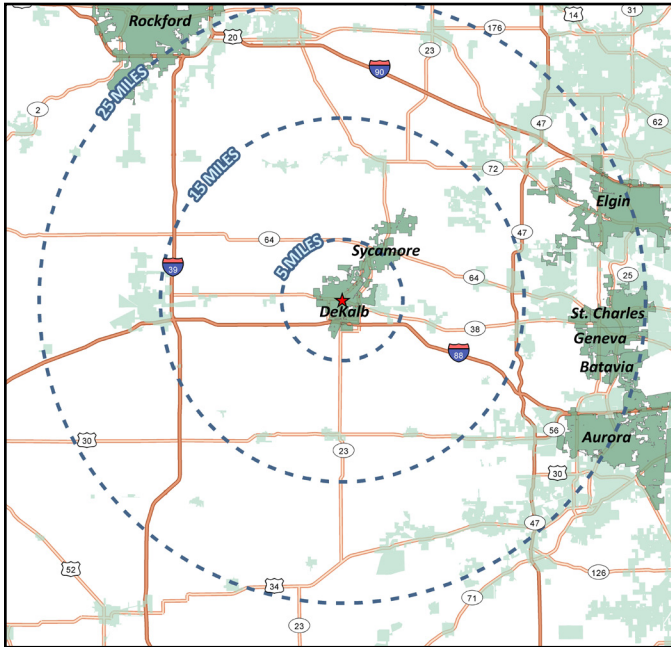 Rockford
14
31
176
20
23
90
25 MILES
2
47
62
15 MILES
72
Elgin
64
47
Sycamore
39
5 MILES
64
25
DeKalb
St. Charles
38
Geneva
88
Batavia
56
Aurora
30
23
30
47
52
34
126
71
23